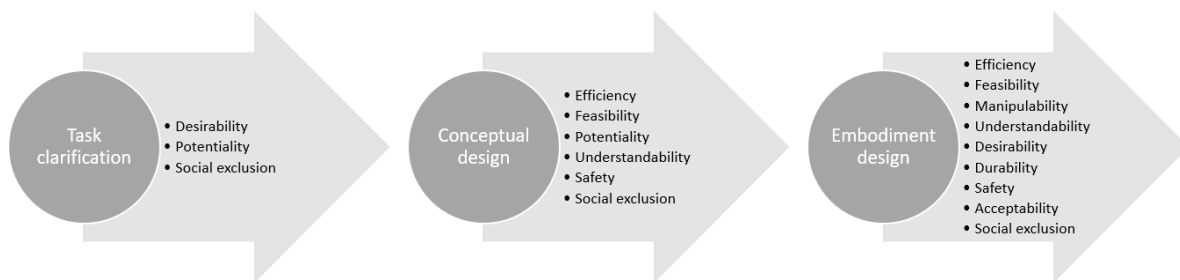 Task
clarification
• Desirability
• Potentiality
• Social exclusion
Conceptual
design
• Efficiency
• Feasibility
• Potentiality
• Understandability
• Safety
• Social exclusion
Embodiment
design
• Efficiency
• Feasibility
• Manipulability
• Understandability
• Desirability
• Durability
• Safety
• Acceptability
• Social exclusion